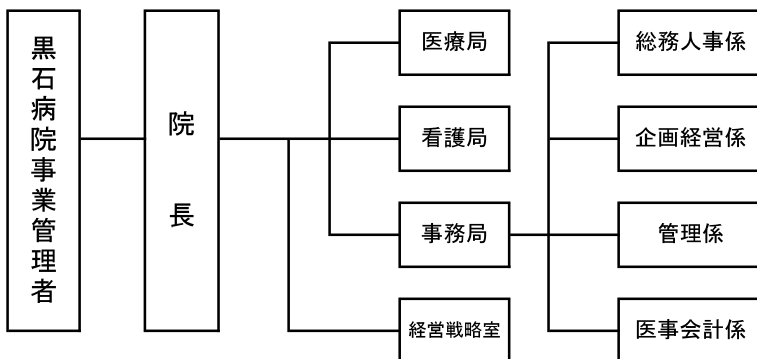 黒石病院事業管理者
院長
医療局
看護局
事務局
経営戦略室
総務人事係
企画経営係
管理係
医事会計係